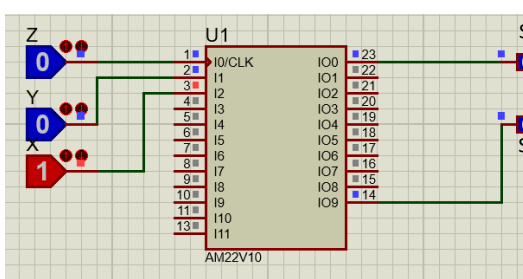 Z
0
Y
0
X
1
U1
S
1 I0/CLK IO0 23
2 I1 IO1 22
3 I2 IO2 21
4 I3 IO3 20
5 I4 IO4 19
6 I5 IO5 18
7 I6 IO6 17
8 I7 IO7 16
9 I8 IO8 15
10 I9 IO9 14
11 I10
13 I11
AM22V10
S